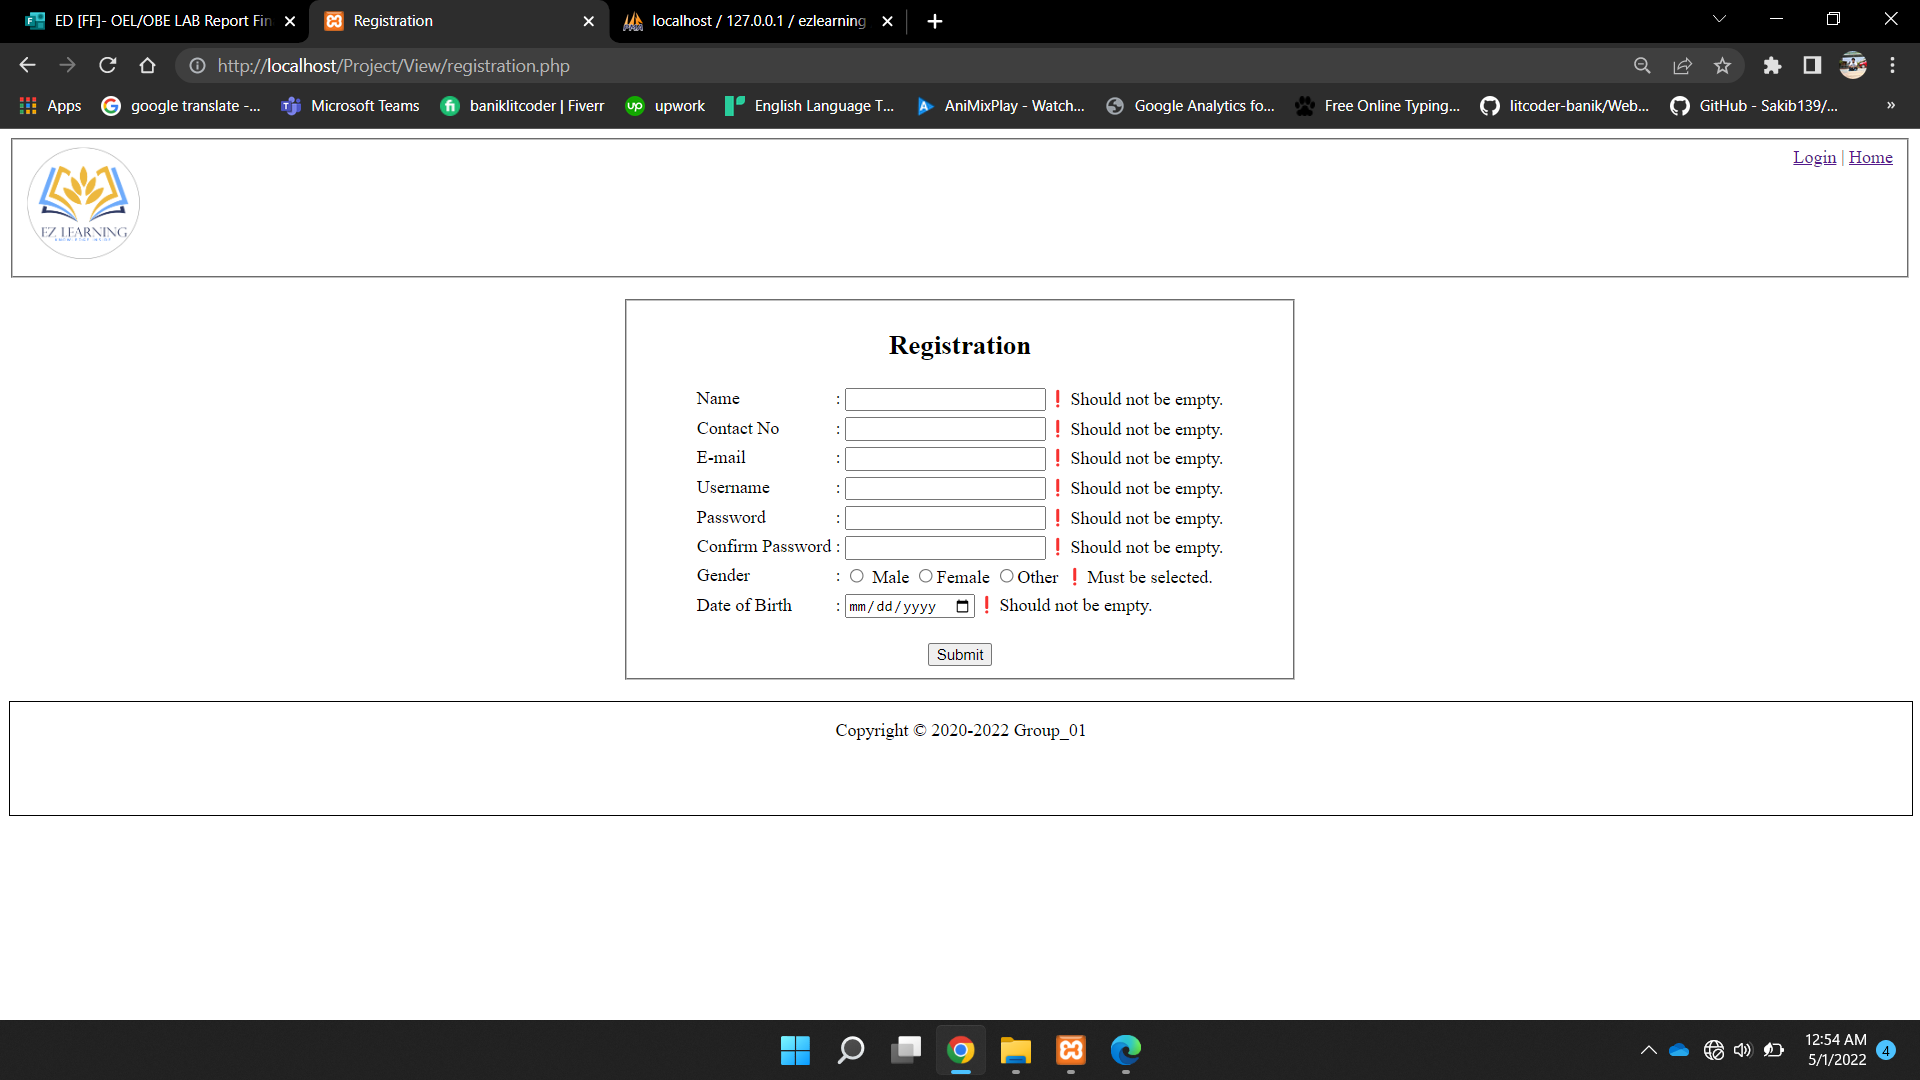 ED [FF]- OEL/OBE LAB Report Fin
Registration
localhost / 127.0.0.1 / ezlearning
http://localhost/Project/View/registration.php
Apps
google translate -...
Microsoft Teams
baniklitcoder | Fiverr
upwork
English Language T...
AniMixPlay - Watch...
Google Analytics fo...
Free Online Typing...
litcoder-banik/Web...
GitHub - Sakib139/...
»
Login | Home
EZ LEARNING
KNOWLEDGE INSIDE
Registration
Name : ❗ Should not be empty.
Contact No : ❗ Should not be empty.
E-mail : ❗ Should not be empty.
Username : ❗ Should not be empty.
Password : ❗ Should not be empty.
Confirm Password : ❗ Should not be empty.
Gender : Male Female Other ❗ Must be selected.
Date of Birth : mm/dd/yyyy ❗ Should not be empty.
Submit
Copyright © 2020-2022 Group_01
12:54 AM
5/1/2022
4